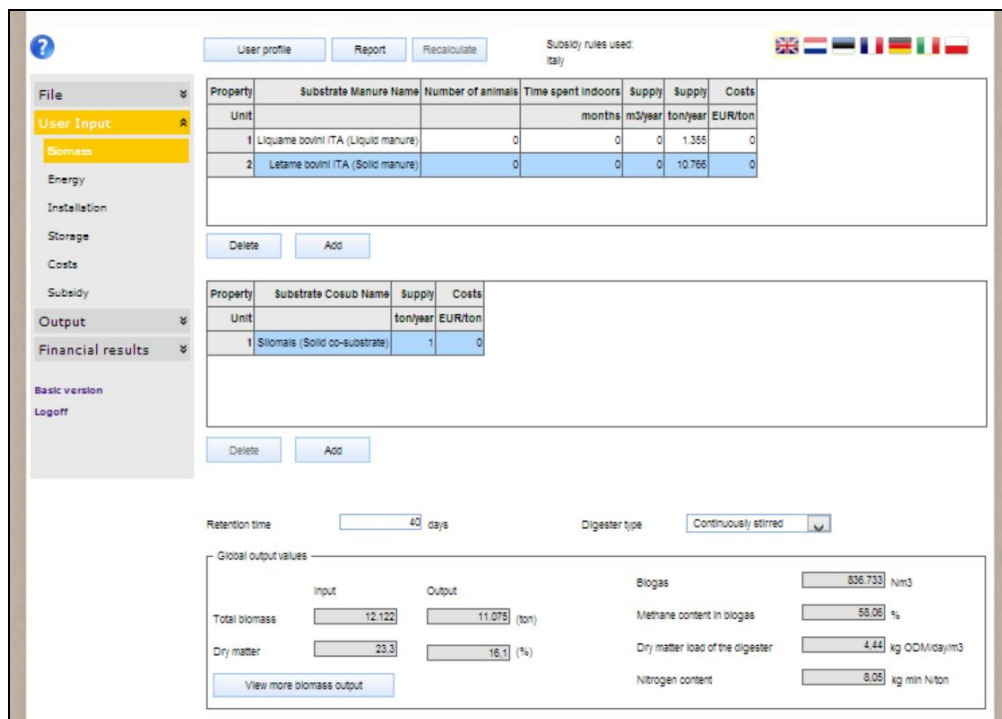 ?
User profile Report Recalculate Subsidy rules used:
Italy
File
User Input
Biomass
Energy
Installation
Storage
Costs
Subsidy
Output
Financial results
Basic version
Logoff
Property Substrate Manure Name Number of animals Time spent indoors Supply Supply Costs
Unit months m3/year ton/year EUR/ton
1 Liquame bovini ITA (Liquid manure) 0 0 0 1.355 0
2 Letame bovini ITA (Solid manure) 0 0 0 10.766 0
Delete Add
Property Substrate Cosub Name Supply Costs
Unit ton/year EUR/ton
1 Silomais (Solid co-substrate) 1 0
Delete Add
Retention time 40 days Digester type Continuously stirred
Global output values
Input Output
Total biomass 12.122 11.075 (ton)
Dry matter 23,3 16,1 (%)
View more biomass output
Biogas 836.733 Nm3
Methane content in biogas 58,06 %
Dry matter load of the digester 4,44 kg ODM/day/m3
Nitrogen content 8,05 kg min N/ton